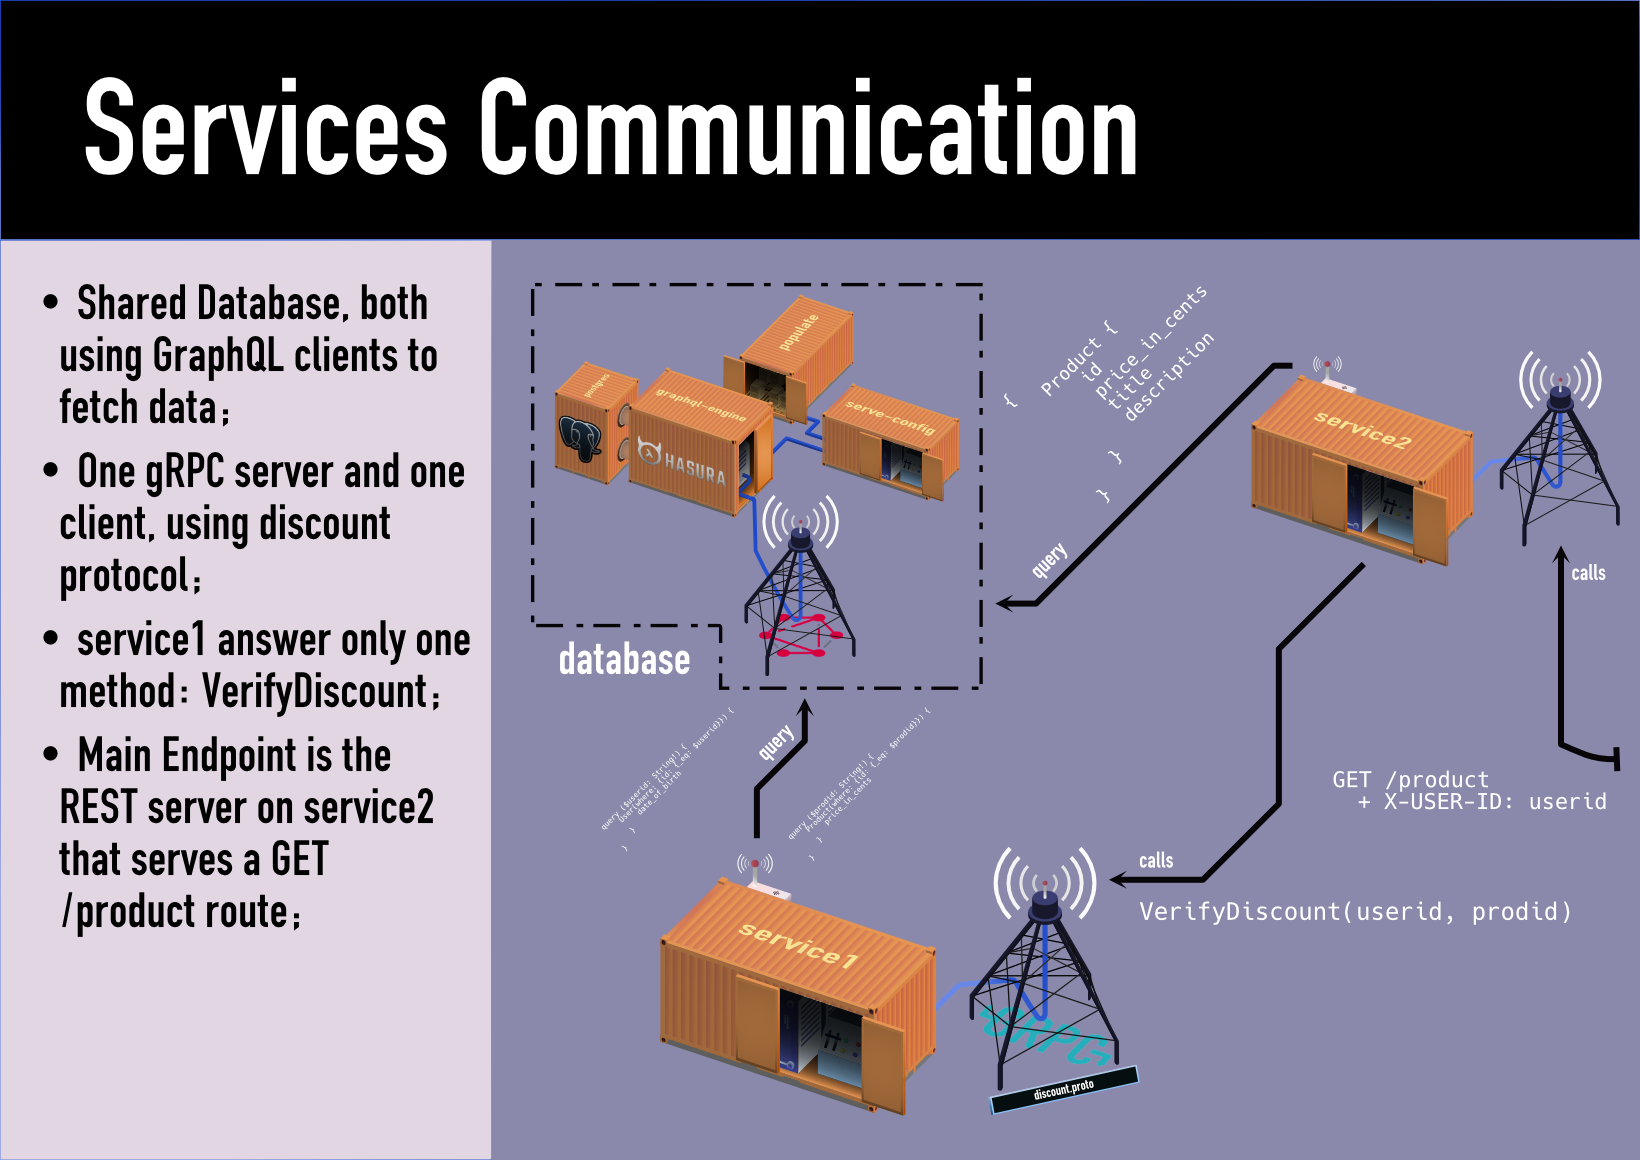 Services Communication
• Shared Database, both
using GraphQL clients to
fetch data;
• One gRPC server and one
client, using discount
protocol;
• service1 answer only one
method: VerifyDiscount;
• Main Endpoint is the
REST server on service2
that serves a GET
/product route;
populate
postgres
graphql-engine
serve-config
HASURA
database
{ Product {
id
price_in_cents
title
description
}
}
query
service2
calls
GET /product
+ X-USER-ID: userid
query ($userid: String!) {
User(where: {id: {_eq: $userid}}) {
date_of_birth
}
}
query
query ($prodid: String!) {
Product(where: {id: {_eq: $prodid}}) {
price_in_cents
}
}
calls
VerifyDiscount(userid, prodid)
service1
GRPC
discount.proto